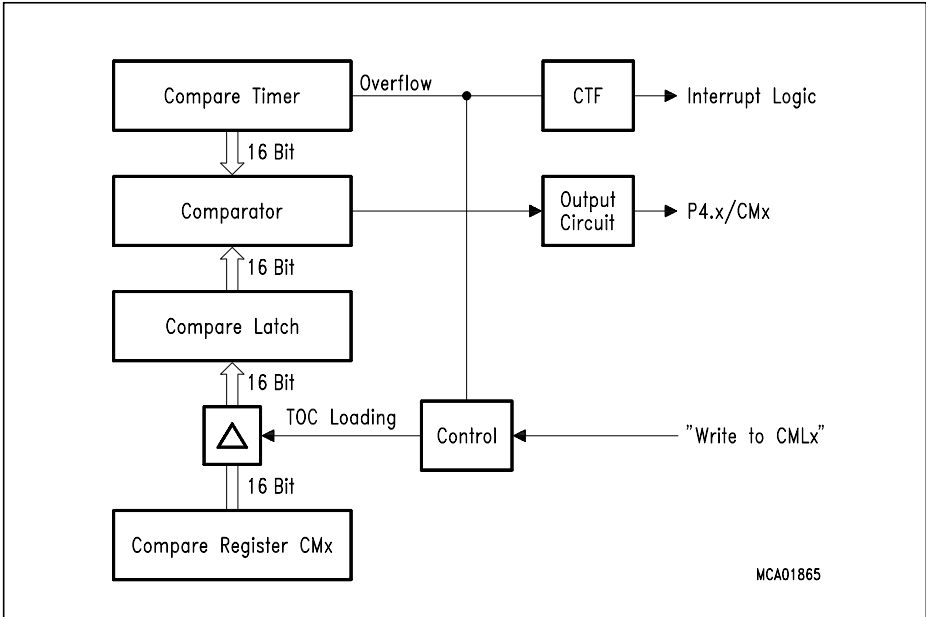 Compare Timer
Overflow
CTF
Interrupt Logic
16 Bit
Comparator
Output
Circuit
P4.x/CMx
16 Bit
Compare Latch
16 Bit
TOC Loading
Control
"Write to CMLx"
16 Bit
Compare Register CMx
MCA01865